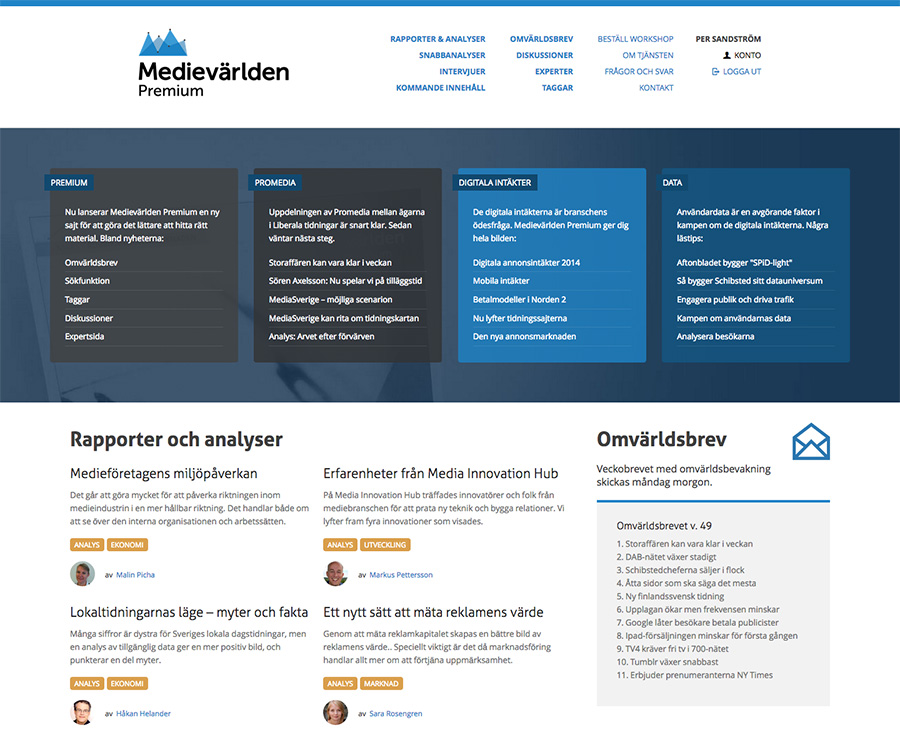 Medievärlden
Premium
RAPPORTER & ANALYSER
SNABBANALYSER
INTERVJUER
KOMMANDE INNEHÅLL
OMVÄRLDSBREV
DISKUSSIONER
EXPERTER
TAGGAR
BESTÄLL WORKSHOP
OM TJÄNSTEN
FRÅGOR OCH SVAR
KONTAKT
PER SANDSTRÖM
KONTO
LOGGA UT
PREMIUM
Nu lanserar Medievärlden Premium en ny
sajt för att göra det lättare att hitta rätt
material. Bland nyheterna:
Omvärldsbrev
Sökfunktion
Taggar
Diskussioner
Expertsida
PROMEDIA
Uppdelningen av Promedia mellan ägarna
i Liberala tidningar är snart klar. Sedan
väntar nästa steg.
Storaffären kan vara klar i veckan
Sören Axelsson: Nu spelar vi på tilläggstid
MediaSverige – möjliga scenarion
MediaSverige kan rita om tidningskartan
Analys: Arvet efter förvärven
DIGITALA INTÄKTER
De digitala intäkterna är branschens
ödesfråga. Medievärlden Premium ger dig
hela bilden:
Digitala annonsintäkter 2014
Mobila intäkter
Betalmodeller i Norden 2
Nu lyfter tidningssajterna
Den nya annonsmarknaden
DATA
Användardata är en avgörande faktor i
kampen om de digitala intäkterna. Några
lästips:
Aftonbladet bygger "SPiD-light"
Så bygger Schibsted sitt datauniversum
Engagera publik och driva trafik
Kampen om användarnas data
Analysera besökarna
Rapporter och analyser
Medieföretagens miljöpåverkan
Det går att göra mycket för att påverka riktningen inom
medieindustrin i en mer hållbar riktning. Det handlar både om
att se över den interna organisationen och arbetssätten.
ANALYS EKONOMI
av Malin Picha
Erfarenheter från Media Innovation Hub
På Media Innovation Hub träffades innovatörer och folk från
mediebranschen för att prata ny teknik och bygga relationer. Vi
lyfter fram fyra innovationer som visades.
ANALYS UTVECKLING
av Markus Pettersson
Lokaltidningarnas läge – myter och fakta
Många siffror är dystra för Sveriges lokala dagstidningar, men
en analys av tillgänglig data ger en mer positiv bild, och
punkterar en del myter.
ANALYS EKONOMI
av Håkan Helander
Ett nytt sätt att mäta reklamens värde
Genom att mäta reklamkapitalet skapas en bättre bild av
reklamens värde.. Speciellt viktigt är det då marknadsföring
handlar allt mer om att förtjäna uppmärksamhet.
ANALYS MARKNAD
av Sara Rosengren
Omvärldsbrev
Veckobrevet med omvärldsbevakning
skickas måndag morgon.
Omvärldsbrevet v. 49
1. Storaffären kan vara klar i veckan
2. DAB-nätet växer stadigt
3. Schibstedcheferna säljer i flock
4. Åtta sidor som ska säga det mesta
5. Ny finlandssvensk tidning
6. Upplagan ökar men frekvensen minskar
7. Google låter besökare betala publicister
8. Ipad-försäljningen minskar för första gången
9. TV4 kräver fri tv i 700-nätet
10. Tumblr växer snabbast
11. Erbjuder prenumeranterna NY Times